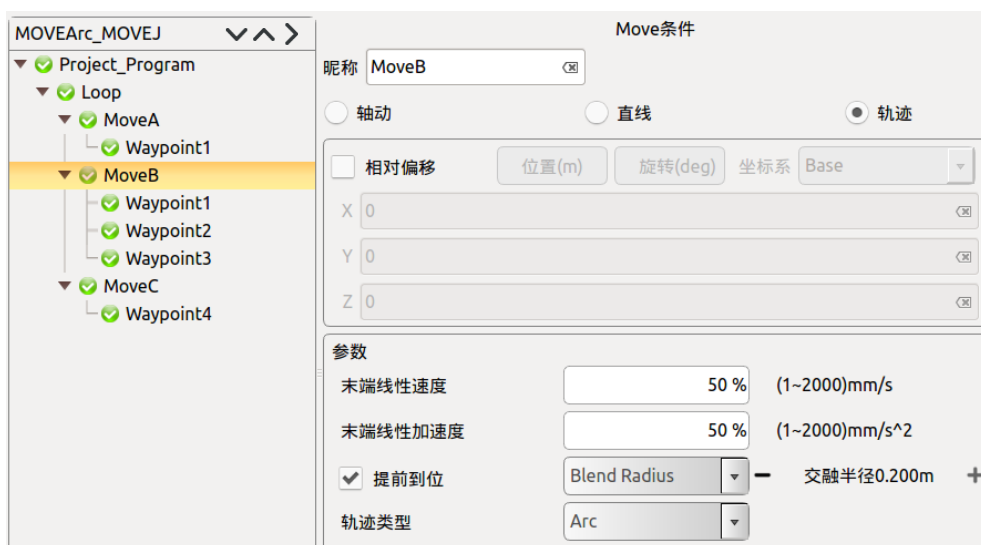 MOVEArc_MOVEJ
Project_Program
Loop
MoveA
Waypoint1
MoveB
Waypoint1
Waypoint2
Waypoint3
MoveC
Waypoint4
Move条件
昵称 MoveB
轴动 直线 轨迹
相对偏移 位置(m) 旋转(deg) 坐标系 Base
X 0
Y 0
Z 0
参数
末端线性速度 50 % (1~2000)mm/s
末端线性加速度 50 % (1~2000)mm/s^2
提前到位 Blend Radius − 交融半径0.200m +
轨迹类型 Arc